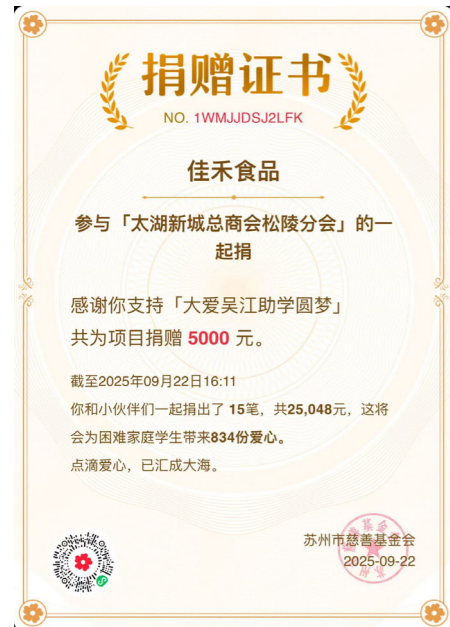 捐赠证书
NO. 1WMJJDSJ2LFK
佳禾食品
参与「太湖新城总商会松陵分会」的一
起捐
感谢你支持「大爱吴江助学圆梦」
共为项目捐赠 5000 元。
截至2025年09月22日16:11
你和小伙伴们一起捐出了 15笔，共25,048元，这将
会为困难家庭学生带来834份爱心。
点滴爱心，已汇成大海。
苏州市慈善基金会
2025-09-22